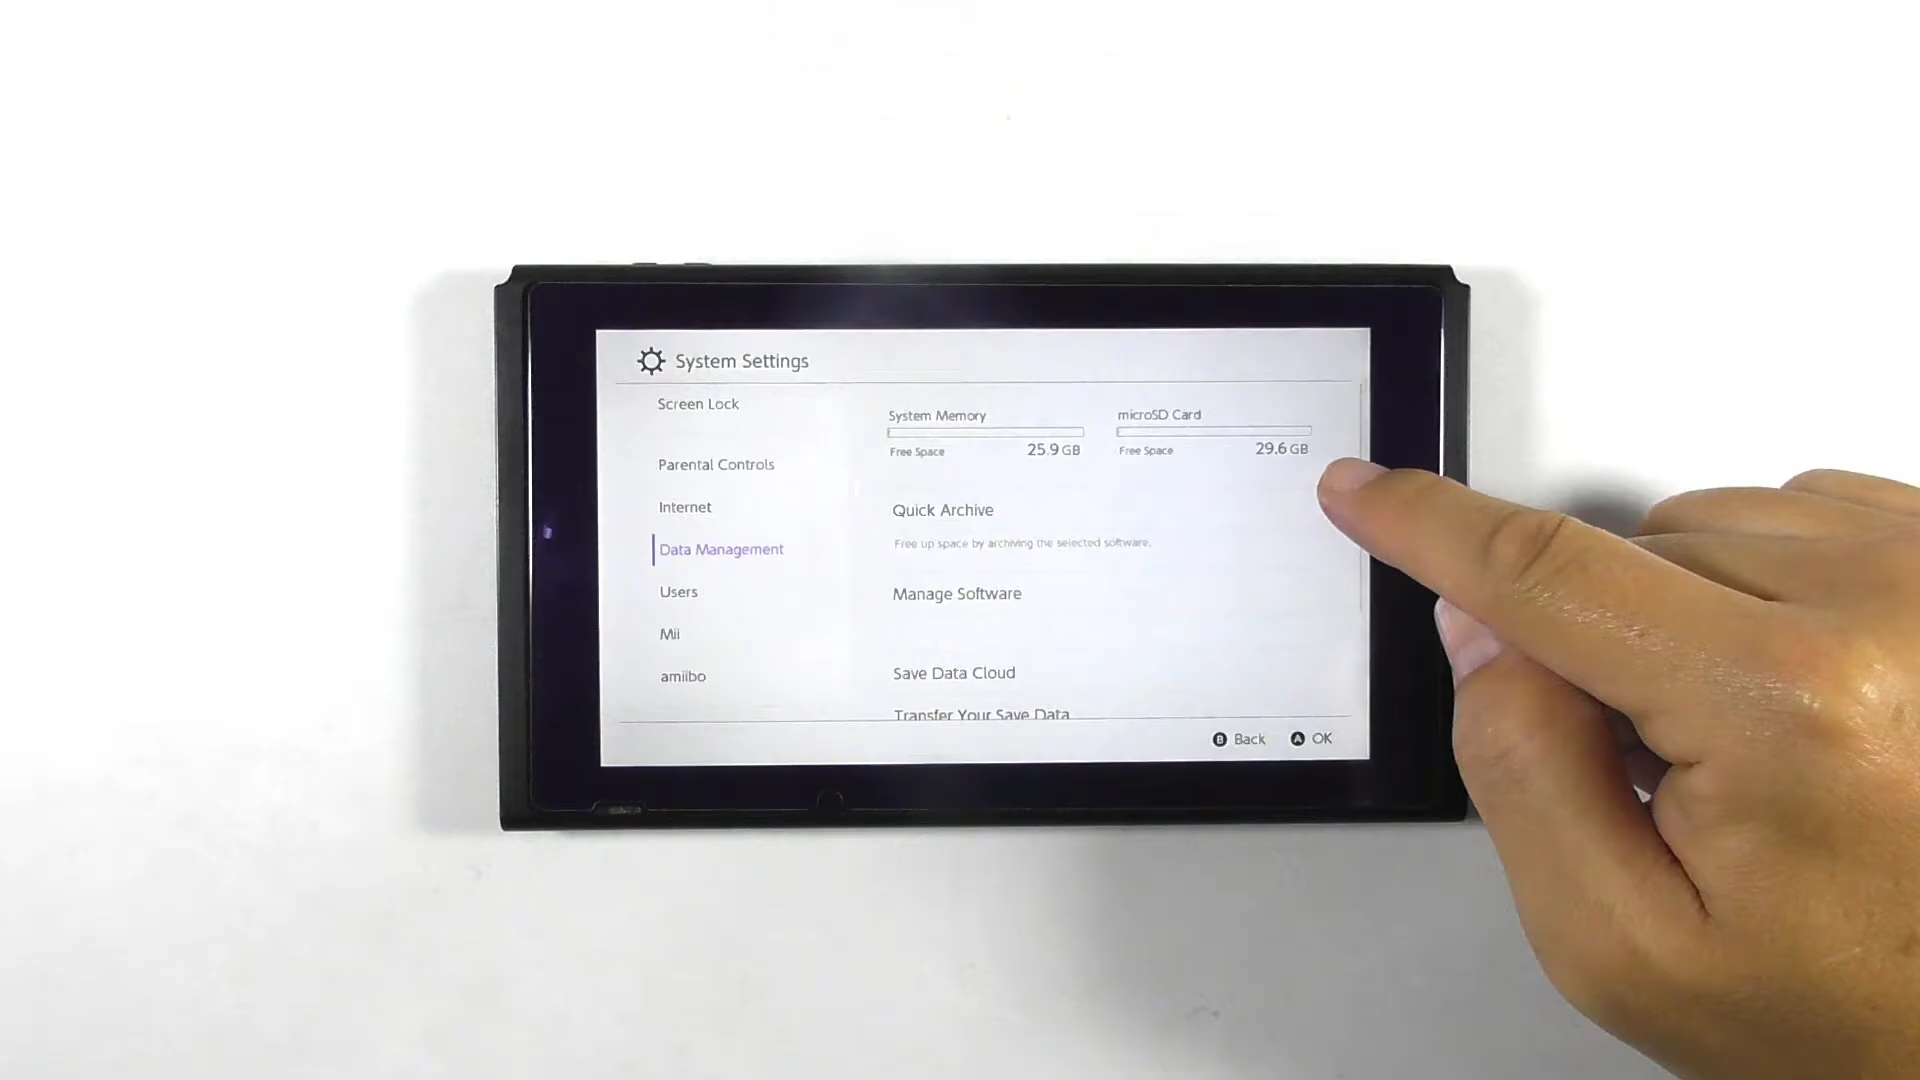 System Settings
Screen Lock
Parental Controls
Internet
Data Management
Users
Mii
amiibo
System Memory
Free Space 25.9 GB
microSD Card
Free Space 29.6 GB
Quick Archive
Free up space by archiving the selected software.
Manage Software
Save Data Cloud
Transfer Your Save Data
B Back A OK